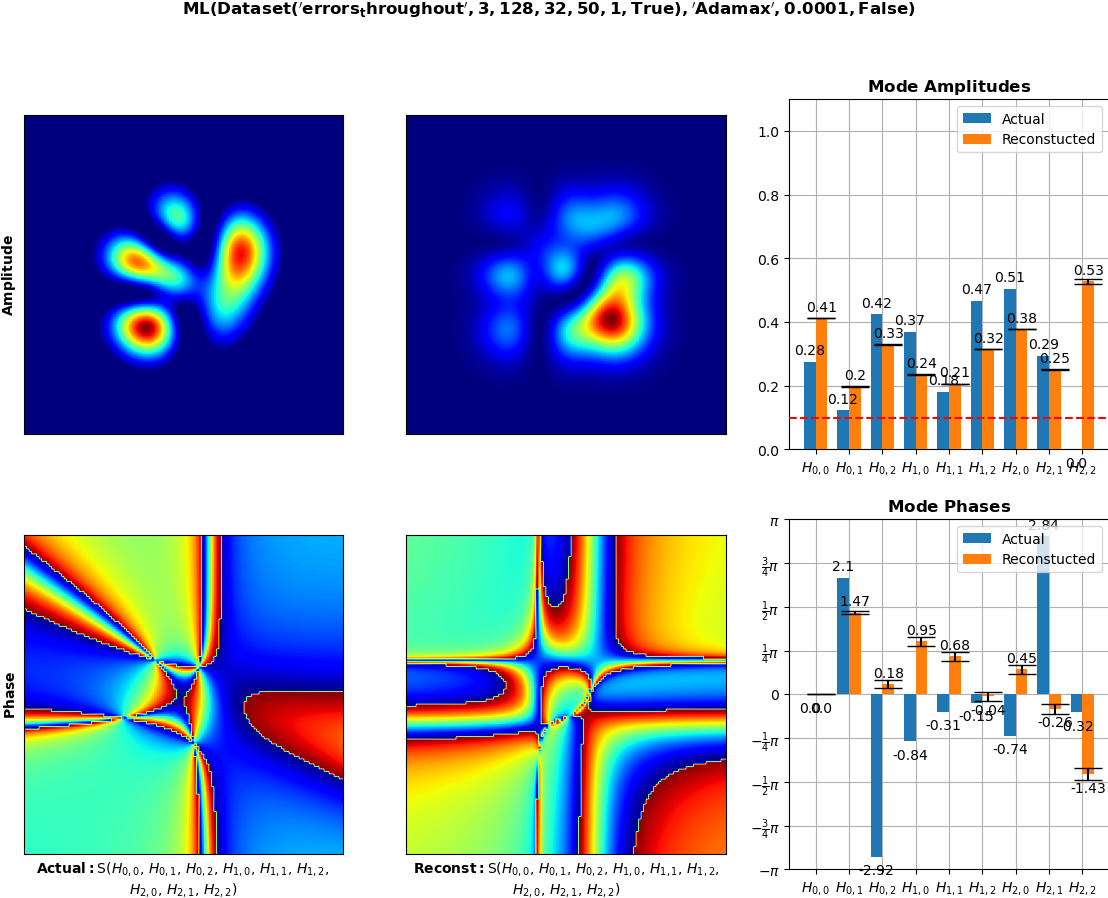 ML(Dataset('errors_throughout', 3, 128, 32, 50, 1, True), 'Adamax', 0.0001, False)
Amplitude
Mode Amplitudes
Actual
Reconstucted
1.0
0.8
0.6
0.4
0.2
0.0
0.28
0.41
0.12
0.2
0.42
0.33
0.37
0.24
0.18
0.21
0.47
0.32
0.51
0.38
0.29
0.25
0.0
0.53
H0,0 H0,1 H0,2 H1,0 H1,1 H1,2 H2,0 H2,1 H2,2
Phase
Mode Phases
Actual
Reconstucted
π
3/4π
1/2π
1/4π
0
−1/4π
−1/2π
−3/4π
−π
0.0
0.0
2.1
1.47
-2.92
0.18
-0.84
0.95
-0.31
0.68
-0.15
-0.04
-0.74
0.45
2.84
-0.26
-0.32
-1.43
H0,0 H0,1 H0,2 H1,0 H1,1 H1,2 H2,0 H2,1 H2,2
Actual: S(H0,0, H0,1, H0,2, H1,0, H1,1, H1,2,
H2,0, H2,1, H2,2)
Reconst: S(H0,0, H0,1, H0,2, H1,0, H1,1, H1,2,
H2,0, H2,1, H2,2)